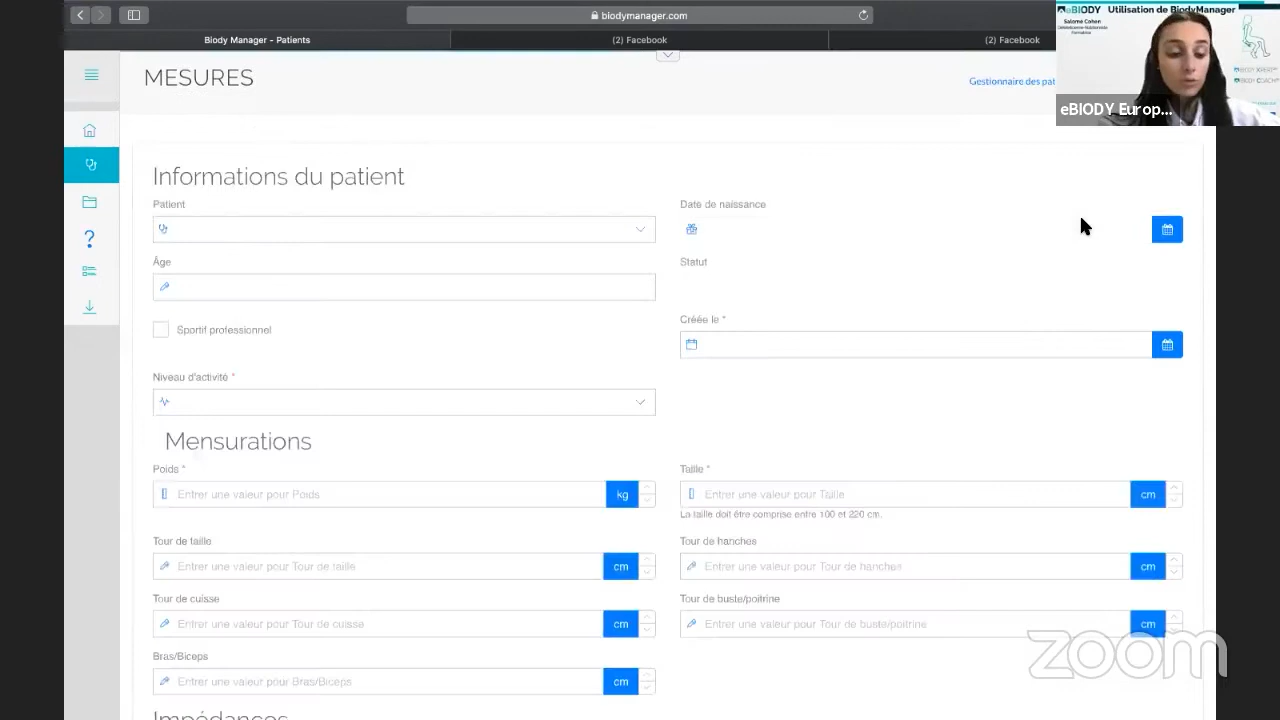 biodymanager.com
Biody Manager - Patients
(2) Facebook
(2) Facebook
eBIODY Utilisation de BiodyManager
Salomé Cohen
eBIODY Europ...
MESURES
Gestionnaire des pat
Informations du patient
Patient
Date de naissance
Âge
Statut
Sportif professionnel
Créée le *
Niveau d'activité *
Mensurations
Poids *
Taille *
Entrer une valeur pour Poids
kg
Entrer une valeur pour Taille
cm
La taille doit être comprise entre 100 et 220 cm.
Tour de taille
Tour de hanches
Entrer une valeur pour Tour de taille
cm
Entrer une valeur pour Tour de hanches
cm
Tour de cuisse
Tour de buste/poitrine
Entrer une valeur pour Tour de cuisse
cm
Entrer une valeur pour Tour de buste/poitrine
cm
Bras/Biceps
Entrer une valeur pour Bras/Biceps
cm
zoom
Impédances